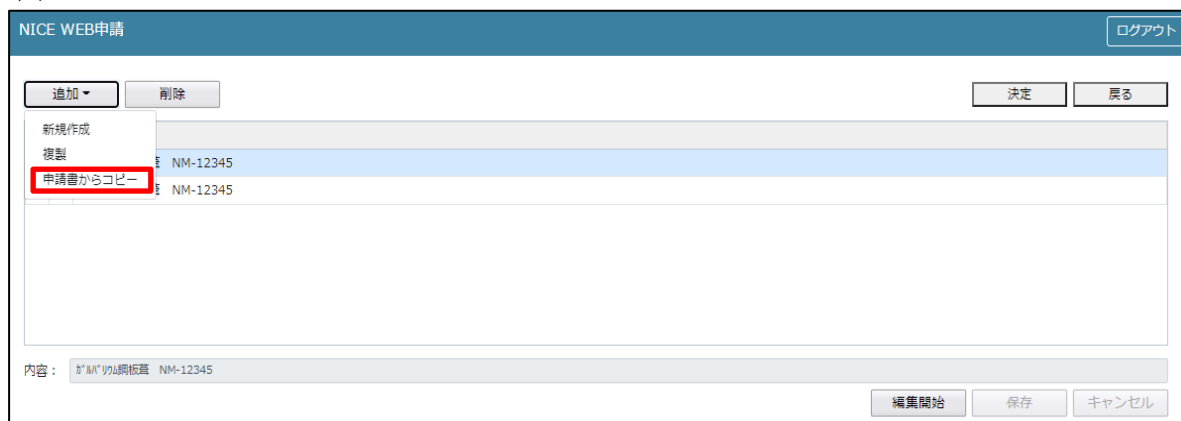 NICE WEB申請
ログアウト
追加 削除 決定 戻る
新規作成
複製
NM-12345
申請書からコピー
NM-12345
内容： ｶﾞﾙﾊﾞﾘｳﾑ鋼板葺 NM-12345
編集開始 保存 キャンセル